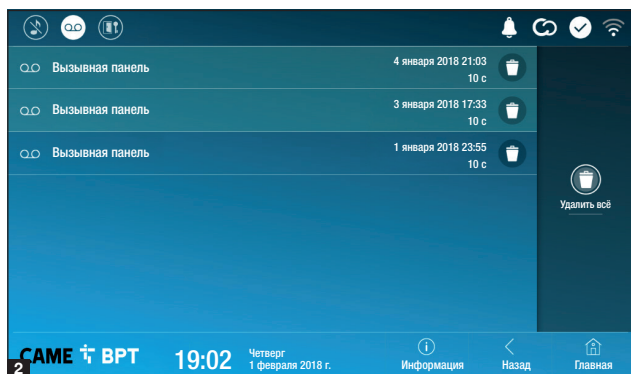 Вызывная панель
4 января 2018 21:03
10 с
Вызывная панель
3 января 2018 17:33
10 с
Вызывная панель
1 января 2018 23:55
10 с
Удалить всё
CAME BPT
19:02
Четверг
1 февраля 2018 г.
Информация
Назад
Главная
2